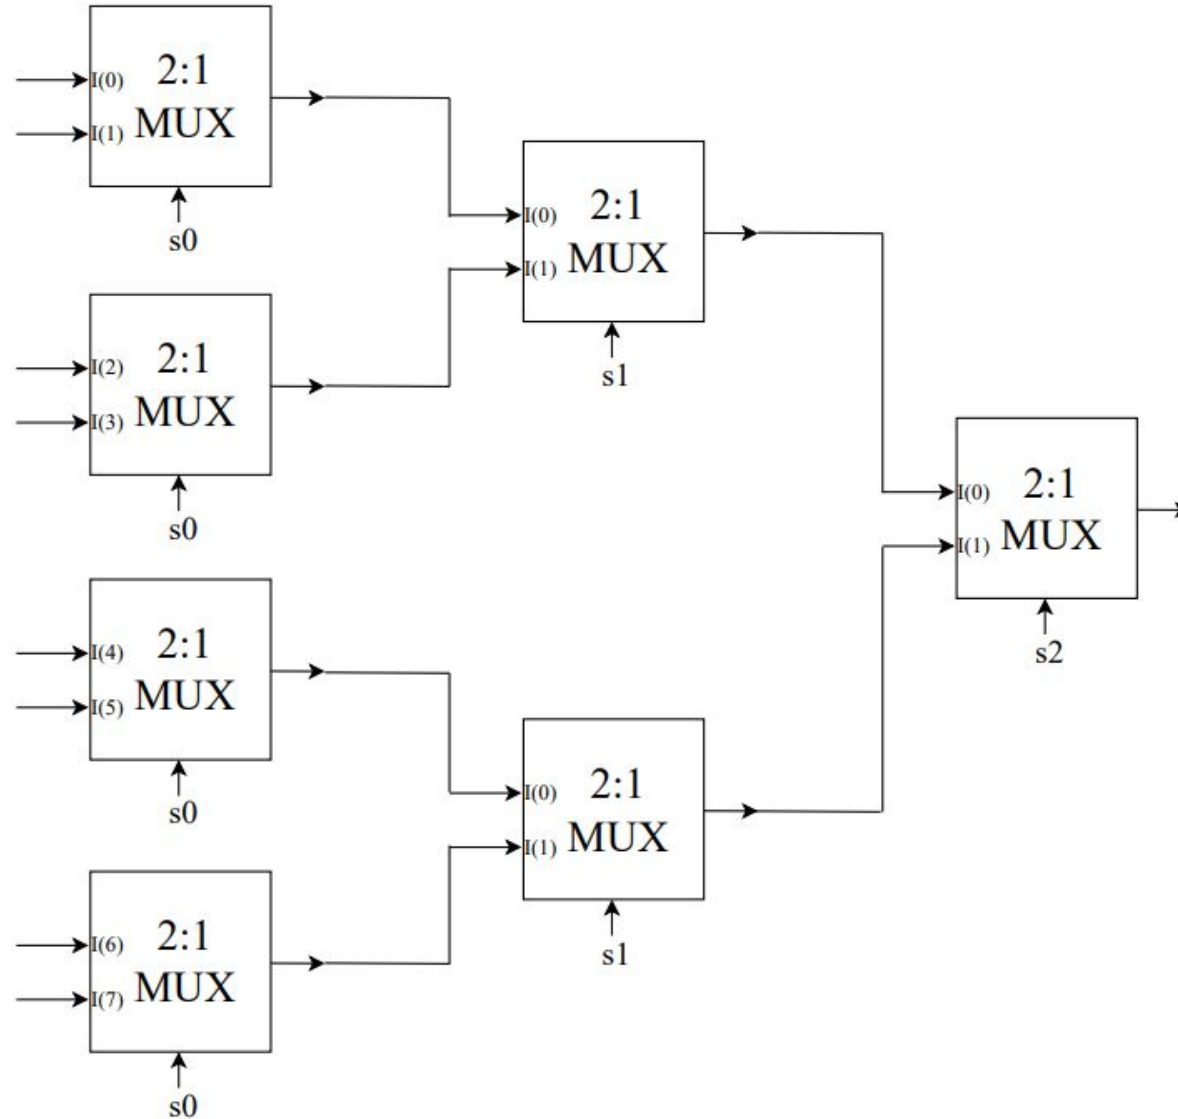 2:1
I(0)
MUX
I(1)
s0
2:1
I(0)
MUX
I(1)
s1
2:1
I(2)
MUX
I(3)
s0
2:1
I(0)
MUX
I(1)
s2
2:1
I(4)
MUX
I(5)
s0
2:1
I(0)
MUX
I(1)
s1
2:1
I(6)
MUX
I(7)
s0